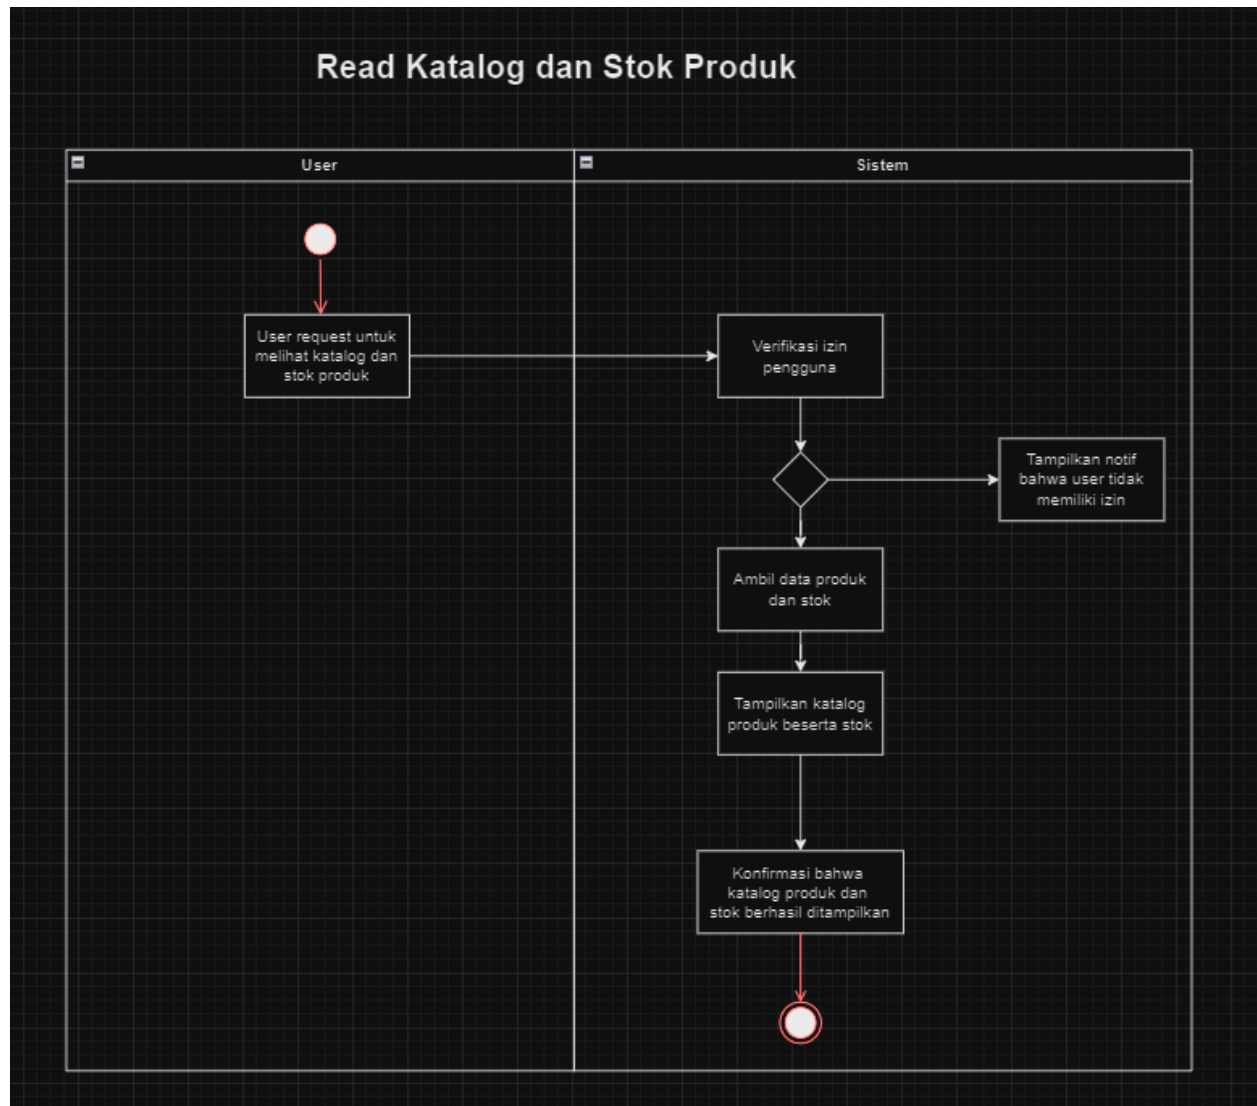 Read Katalog dan Stok Produk
User
Sistem
User request untuk
melihat katalog dan
stok produk
Verifikasi izin
pengguna
Tampilkan notif
bahwa user tidak
memiliki izin
Ambil data produk
dan stok
Tampilkan katalog
produk beserta stok
Konfirmasi bahwa
katalog produk dan
stok berhasil ditampilkan